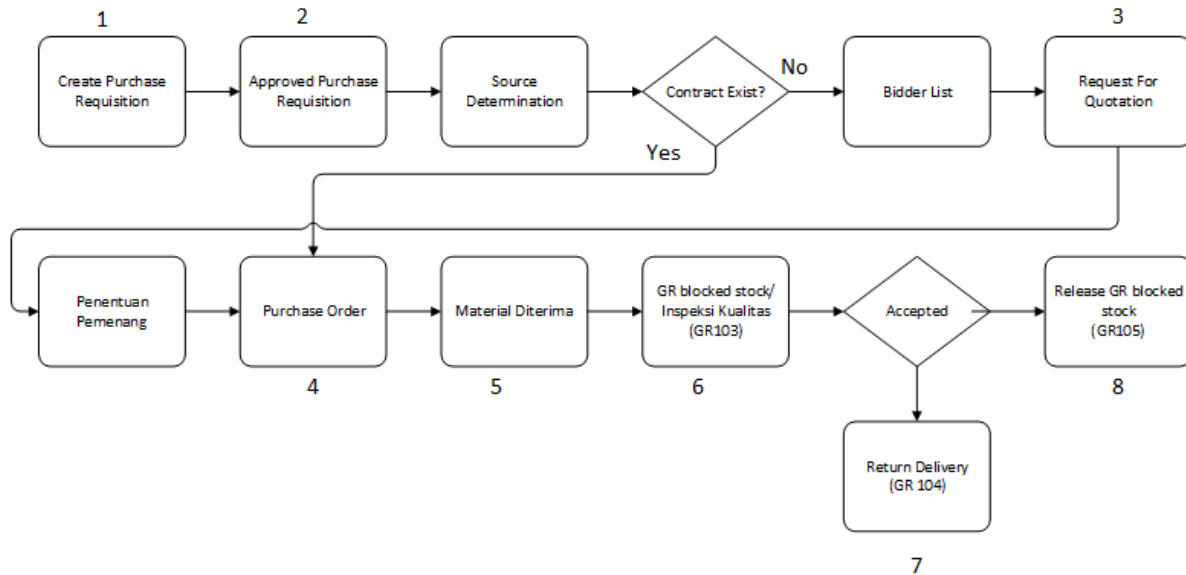 1
2
3
Create Purchase
Requisition
Approved Purchase
Requisition
Source
Determination
Contract Exist?
No
Bidder List
Request For
Quotation
Yes
Penentuan
Pemenang
Purchase Order
Material Diterima
GR blocked stock/
Inspeksi Kualitas
(GR103)
Accepted
Release GR blocked
stock
(GR105)
4
5
6
8
Return Delivery
(GR 104)
7